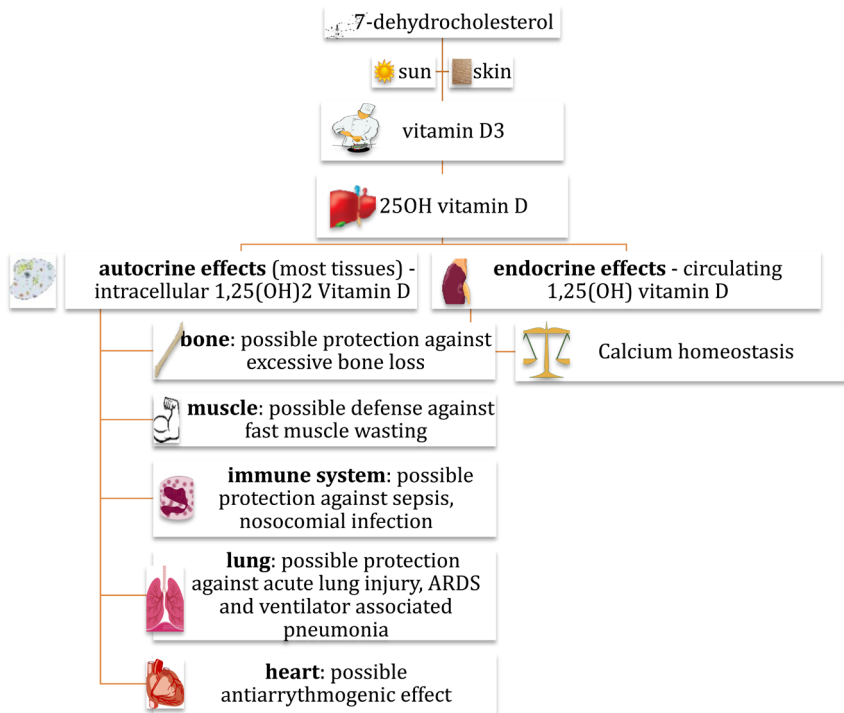 7-dehydrocholesterol
sun
skin
vitamin D3
25OH vitamin D
autocrine effects (most tissues) -
intracellular 1,25(OH)2 Vitamin D
endocrine effects - circulating
1,25(OH) vitamin D
bone: possible protection against
excessive bone loss
Calcium homeostasis
muscle: possible defense against
fast muscle wasting
immune system: possible
protection against sepsis,
nosocomial infection
lung: possible protection
against acute lung injury, ARDS
and ventilator associated
pneumonia
heart: possible
antiarrythmogenic effect